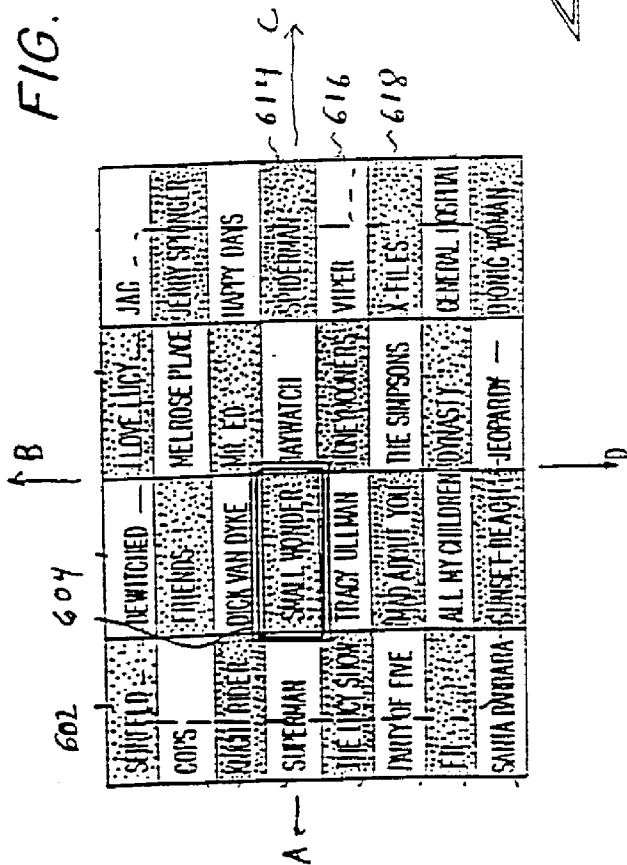 FIG.
B
602
604
SEINFELD --
BEWITCHED --
I LOVE LUCY --
JAG ---
COPS
FRIENDS
MELROSE PLACE
JERRY SPRINGER
KNIGHT RIDER
DICK VAN DYKE
MR. ED
HAPPY DAYS
A
SUPERMAN
SMALL WONDER
BAYWATCH
SPIDERMAN
614
C
THE LUCY SHOW
TRACY ULLMAN
HONEYMOONERS
VIPER ---
616
PARTY OF FIVE
MAD ABOUT YOU
THE SIMPSONS
X-FILES
618
ER
ALL MY CHILDREN
DYNASTY
GENERAL HOSPITAL
SANTA BARBARA
SUNSET BEACH
JEOPARDY --
BIONIC WOMAN
D